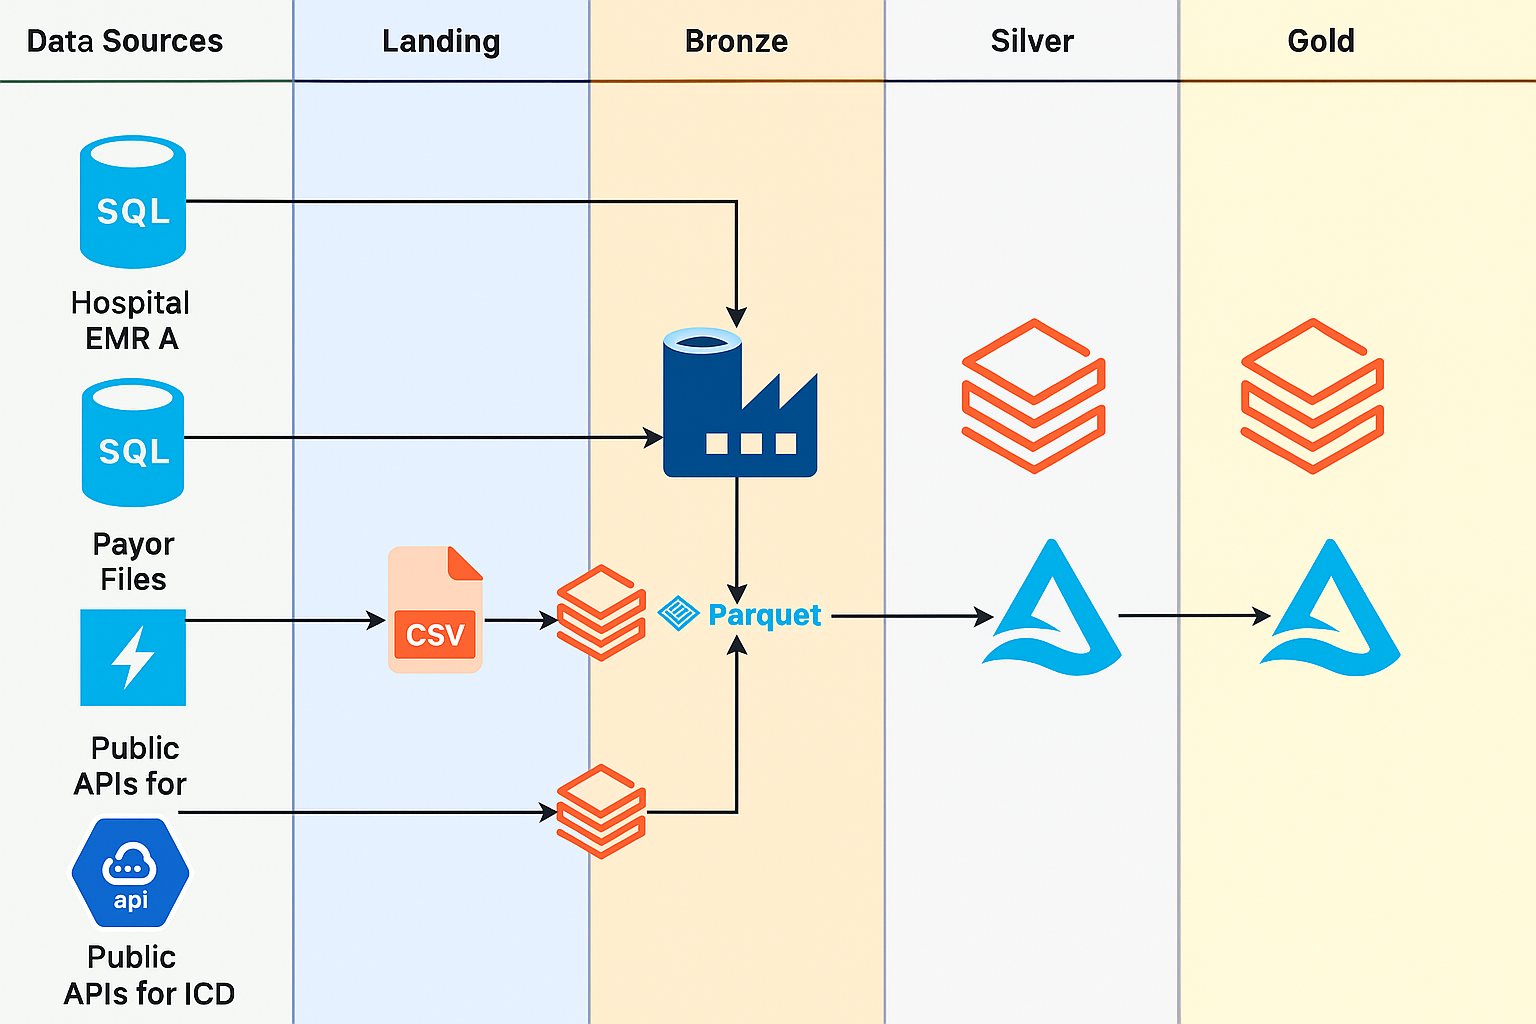 Data Sources
Landing
Bronze
Silver
Gold
SQL
Hospital
EMR A
SQL
Payor
Files
CSV
Parquet
Public
APIs for
api
Public
APIs for ICD